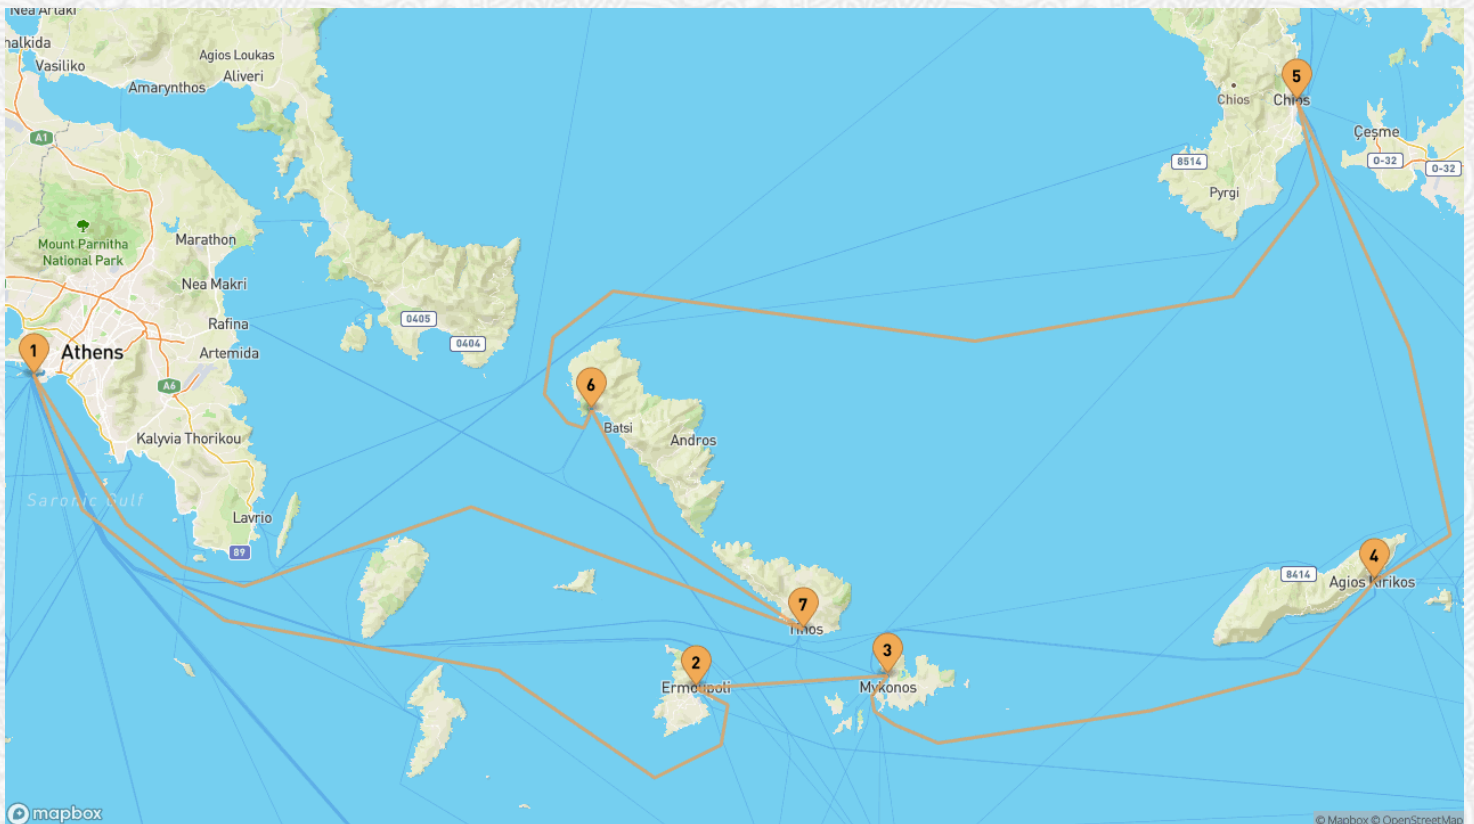 Nea Artaki
halkida
Vasiliko
Agios Loukas
Aliveri
Amarynthos
A1
Mount Parnitha
National Park
Marathon
Nea Makri
Rafina
Artemida
1
Athens
A6
Kalyvia Thorikou
Saronic Gulf
Lavrio
89
0405
0404
6
Batsi
Andros
7
Tinos
2
Ermoupoli
3
Mykonos
5
Chios
Chios
Çeşme
8514
O-32
O-32
Pyrgi
4
8414
Agios Kirikos
mapbox
© Mapbox © OpenStreetMap